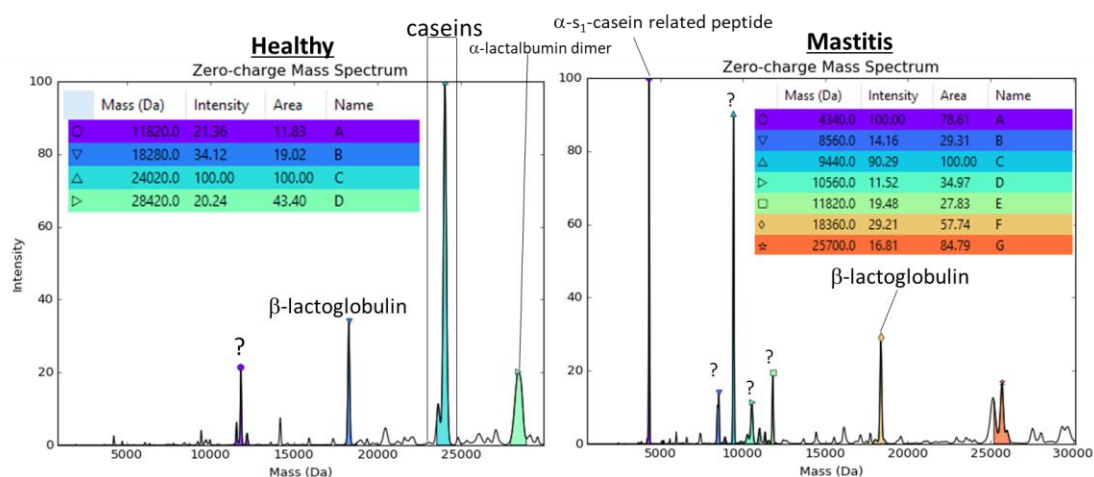 α-s1-casein related peptide
caseins
Healthy
α-lactalbumin dimer
Mastitis
Zero-charge Mass Spectrum
Mass (Da) Intensity Area Name
11820.0 21.36 11.83 A
18280.0 34.12 19.02 B
24020.0 100.00 100.00 C
28420.0 20.24 43.40 D
β-lactoglobulin
?
Intensity
100
80
60
40
20
0
5000 10000 15000 20000 25000
Mass (Da)
Zero-charge Mass Spectrum
Mass (Da) Intensity Area Name
4340.0 100.00 78.61 A
8560.0 14.16 29.31 B
9440.0 90.29 100.00 C
10560.0 11.52 34.97 D
11820.0 19.48 27.83 E
18360.0 29.21 57.74 F
25700.0 16.81 84.79 G
?
β-lactoglobulin
?
?
?
100
80
60
40
20
0
5000 10000 15000 20000 25000 30000
Mass (Da)